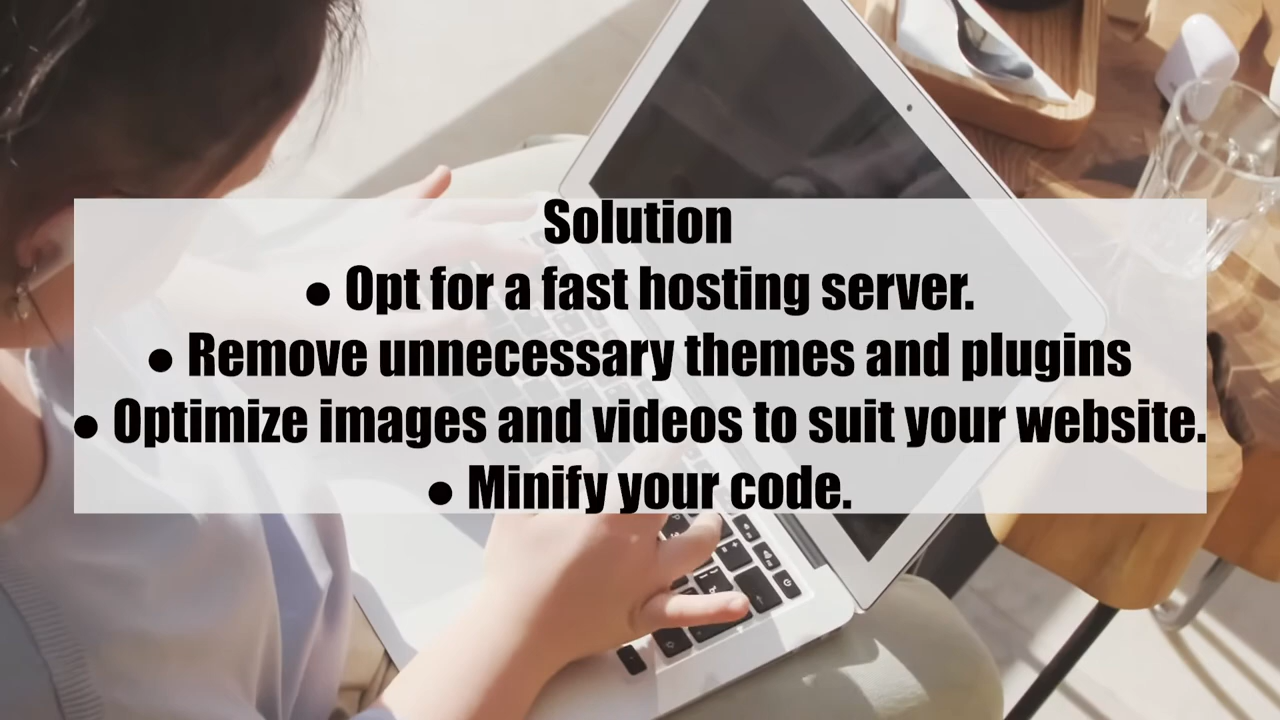 Solution
● Opt for a fast hosting server.
● Remove unnecessary themes and plugins
● Optimize images and videos to suit your website.
● Minify your code.